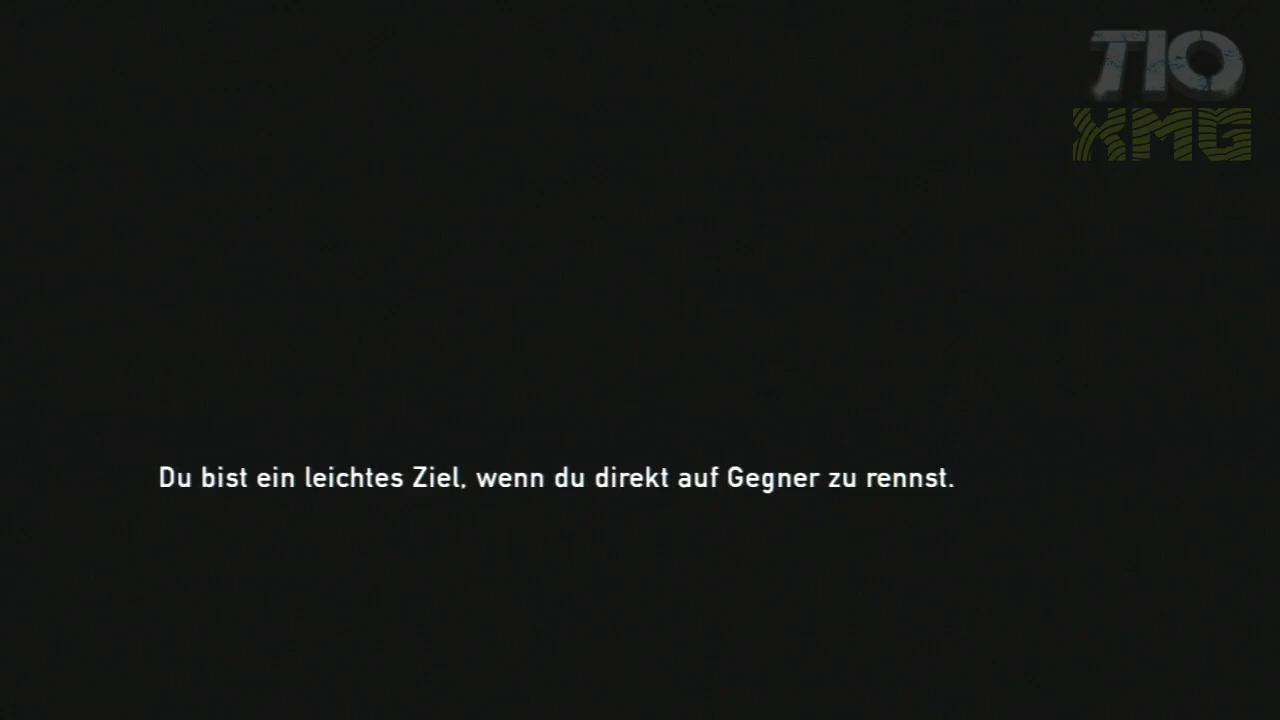 TIO
XMG
Du bist ein leichtes Ziel, wenn du direkt auf Gegner zu rennst.